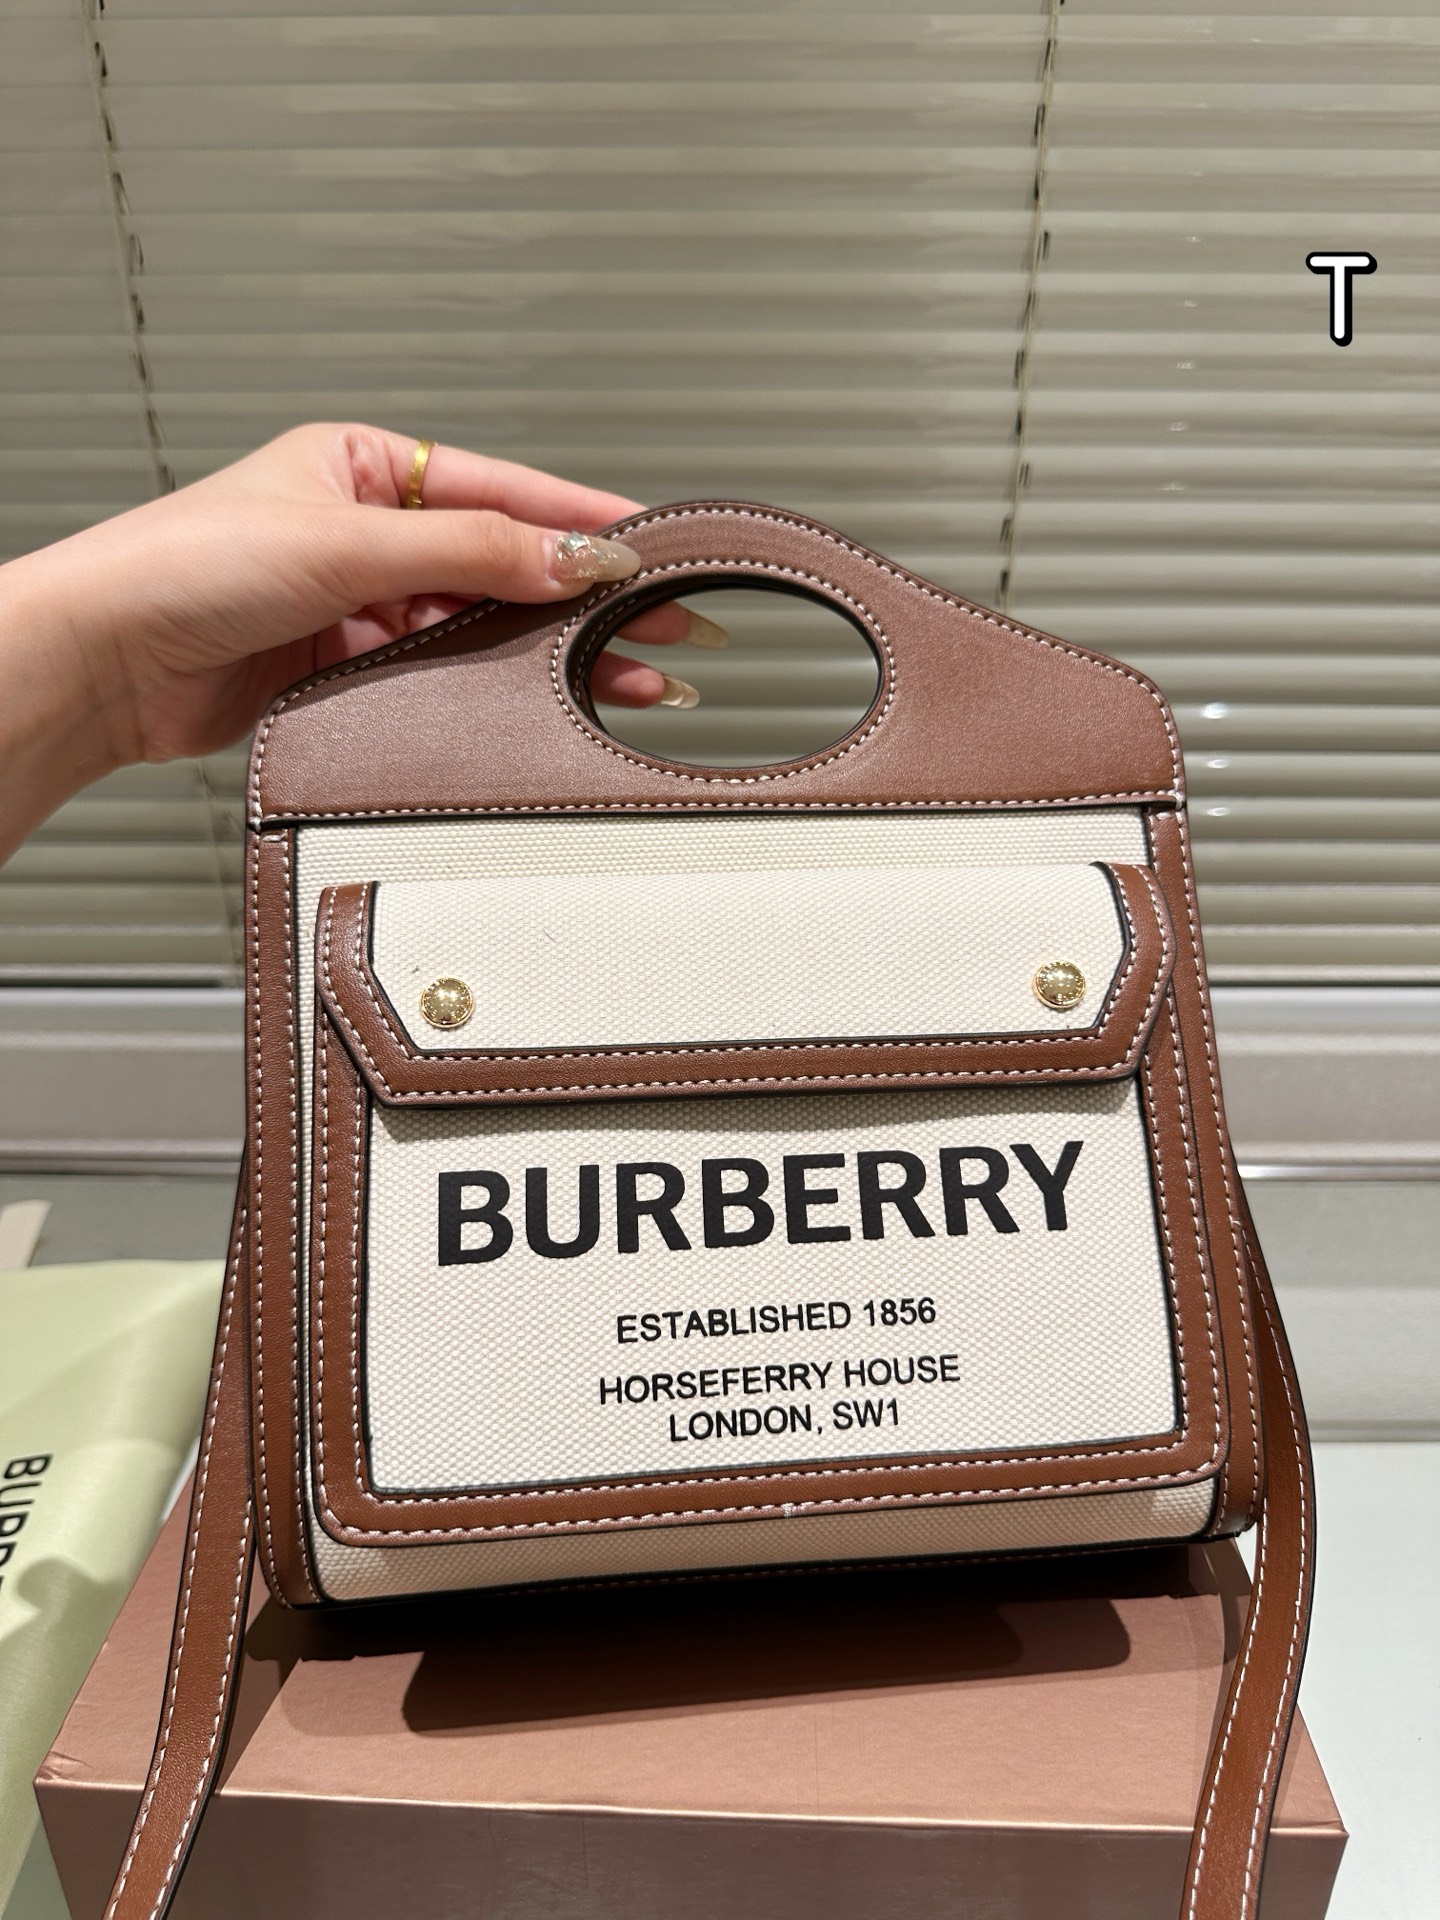 T
BURBERRY
ESTABLISHED 1856
HORSEFERRY HOUSE
LONDON, SW1